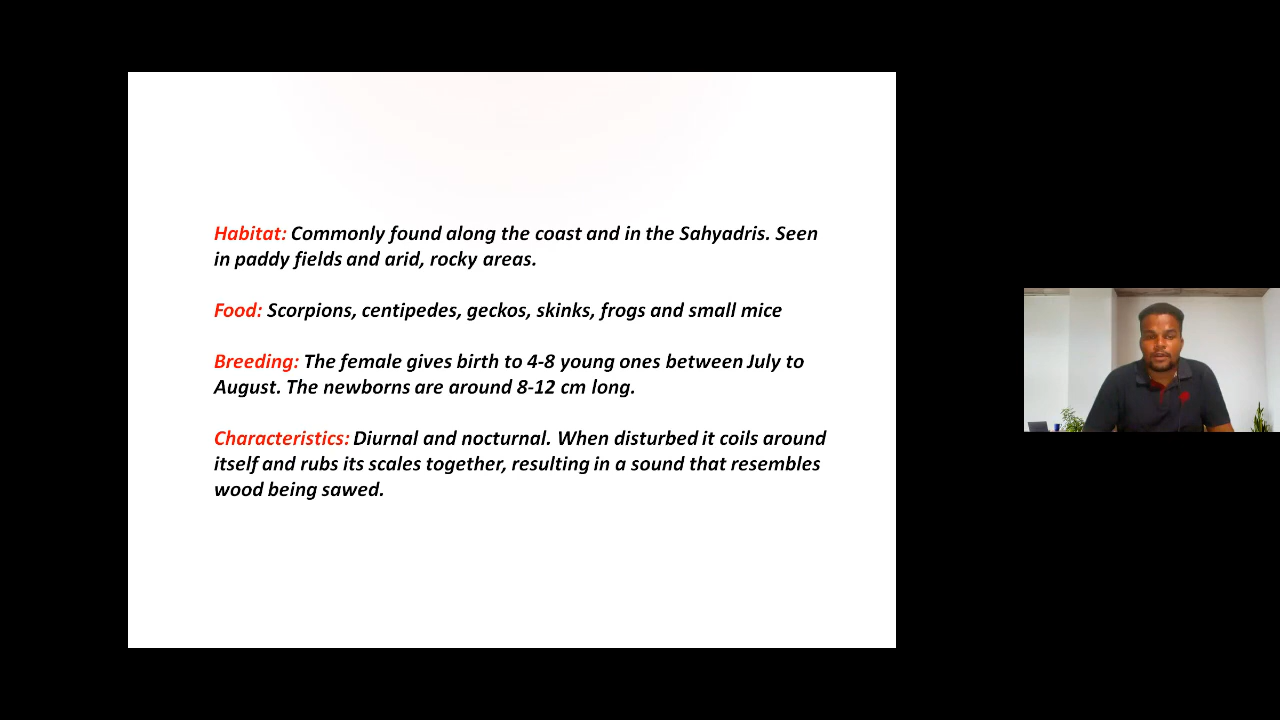 Habitat: Commonly found along the coast and in the Sahyadris. Seen
in paddy fields and arid, rocky areas.
Food: Scorpions, centipedes, geckos, skinks, frogs and small mice
Breeding: The female gives birth to 4-8 young ones between July to
August. The newborns are around 8-12 cm long.
Characteristics: Diurnal and nocturnal. When disturbed it coils around
itself and rubs its scales together, resulting in a sound that resembles
wood being sawed.